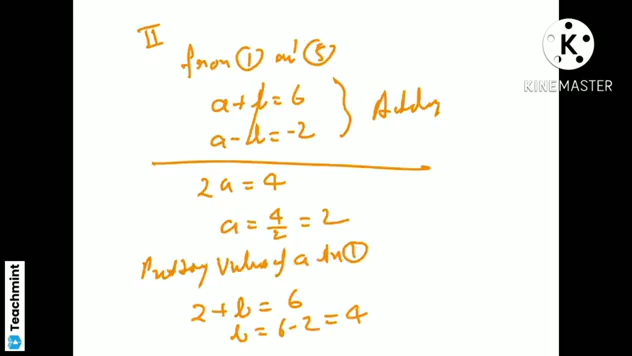 II
from ① and ⑤
a+b=6
a-b=-2
Adding
2a=4
a=4/2=2
Putting value of a in ①
2+b=6
b=6-2=4
K
KINEMASTER
Teachmint